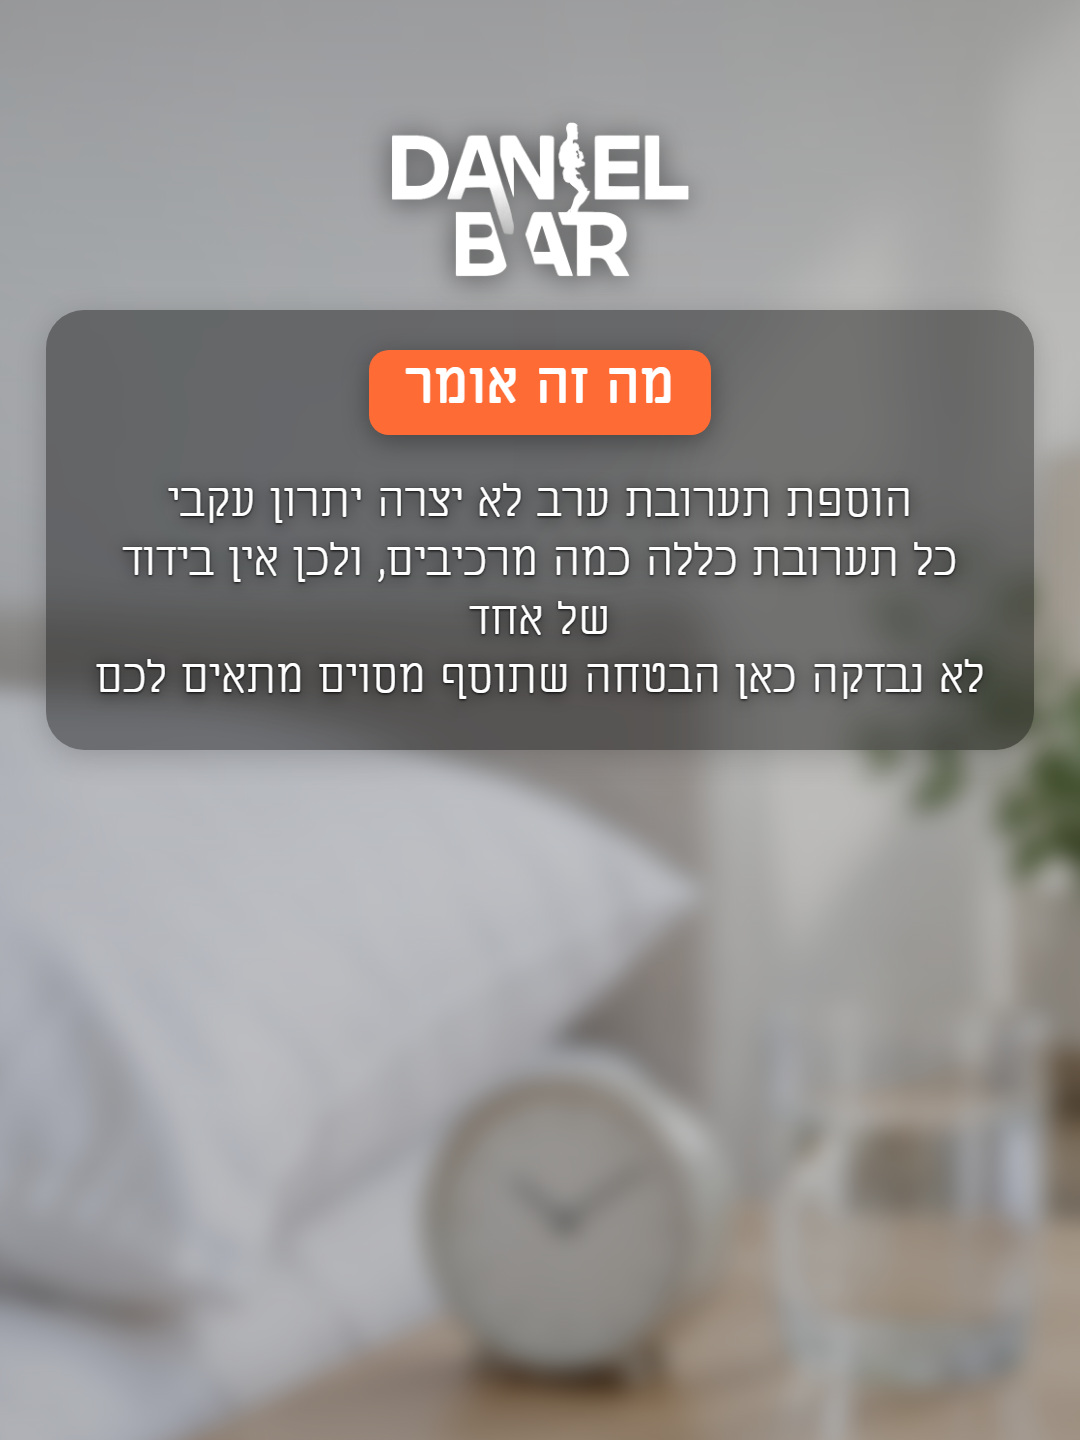 DANIEL
BAR
מה זה אומר
הוספת תערובת ערב לא יצרה יתרון עקבי
כל תערובת כללה כמה מרכיבים, ולכן אין בידוד
של אחד
לא נבדקה כאן הבטחה שתוסף מסוים מתאים לכם